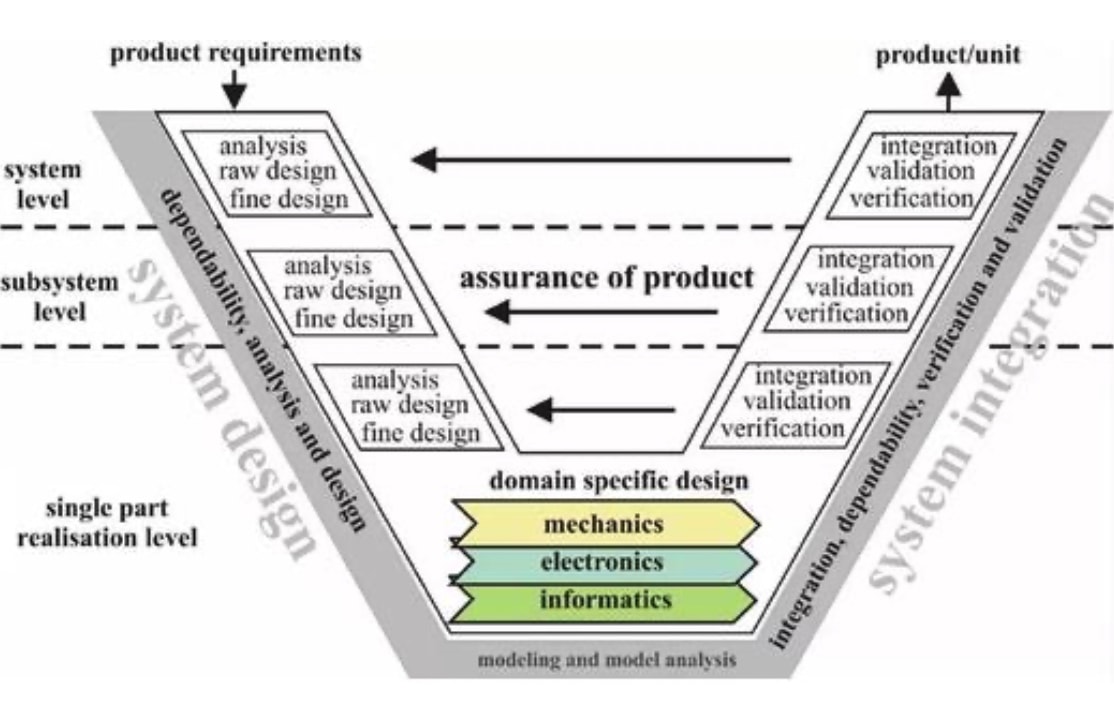 product requirements
product/unit
system
level
analysis
raw design
fine design
integration
validation
verification
subsystem
level
analysis
raw design
fine design
assurance of product
integration
validation
verification
analysis
raw design
fine design
integration
validation
verification
single part
realisation level
domain specific design
mechanics
electronics
informatics
dependability, analysis and design
system design
integration, dependability, verification and validation
system integration
modeling and model analysis